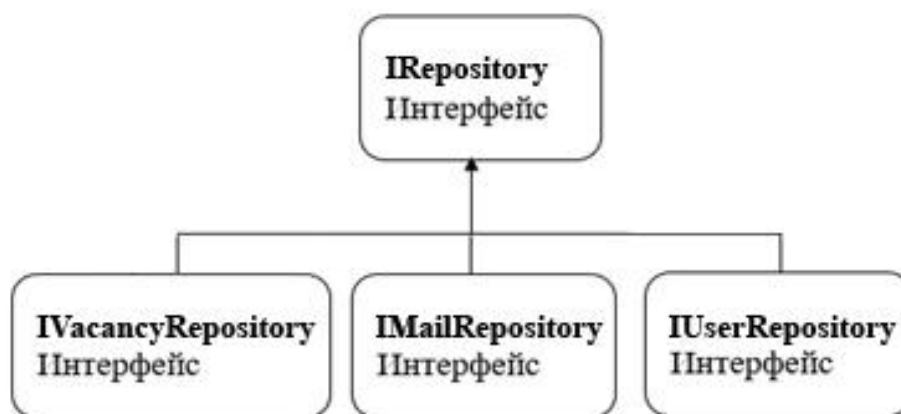 IRepository
Интерфейс
IVacancyRepository
Интерфейс
IMailRepository
Интерфейс
IUserRepository
Интерфейс